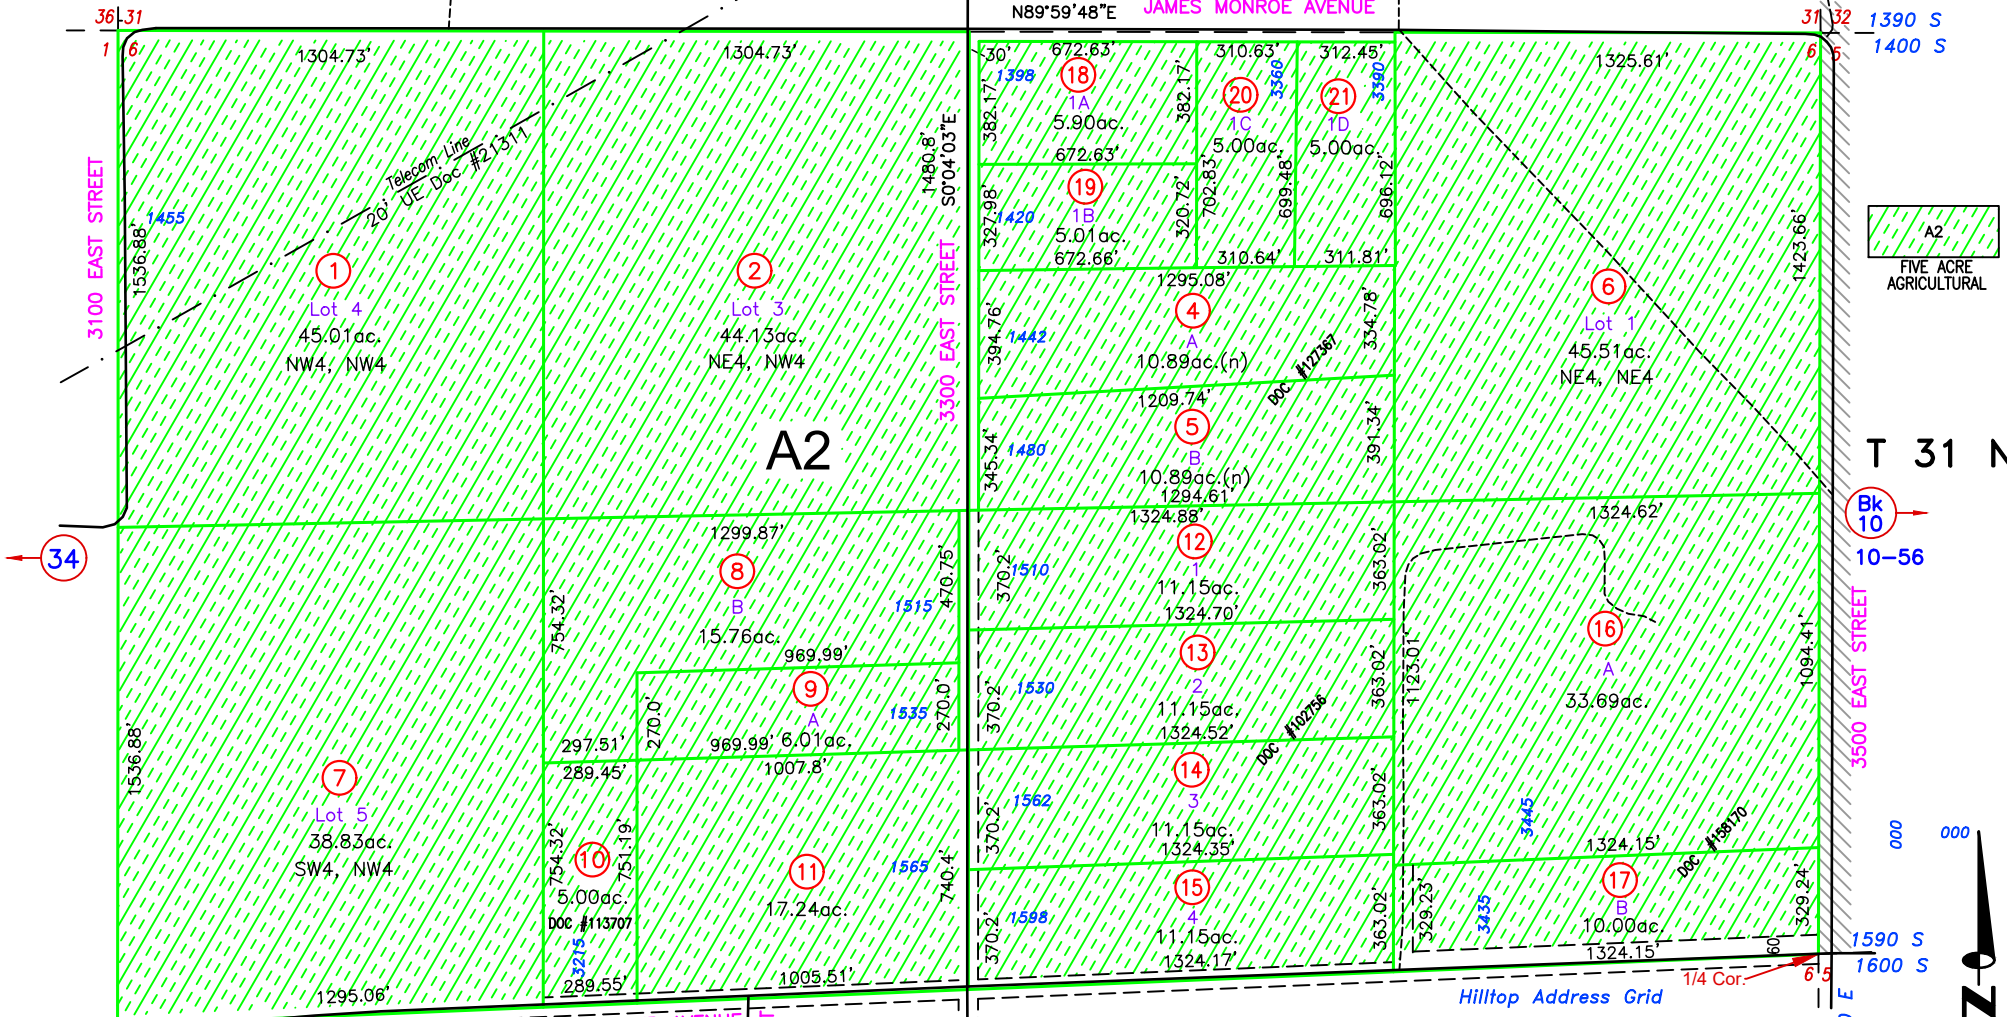 36 31
1 6
N89°59'48"E
JAMES MONROE AVENUE
31 32
6 5
1390 S
1400 S
1304.73'
1304.73'
30'
672.63'
310.63'
312.45'
1325.61'
1398
18
1A
5.90ac.
382.17'
382.17'
672.63'
20
1C
5.00ac.
3360
21
1D
5.00ac.
3390
Telecom Line
20' UE Doc #21311
1480.8'
S0°04'03"E
3100 EAST STREET
1455
1536.88'
1
Lot 4
45.01ac.
NW4, NW4
2
Lot 3
44.13ac.
NE4, NW4
3300 EAST STREET
19
1B
5.01ac.
1420
327.98'
320.72'
702.83'
699.48'
696.12'
672.66'
310.64'
311.81'
1295.08'
4
A
10.89ac.(n)
1442
394.76'
334.78'
DOC #127367
6
Lot 1
45.51ac.
NE4, NE4
1423.66'
A2
FIVE ACRE
AGRICULTURAL
A2
1209.74'
5
B
10.89ac.(n)
1294.61'
1480
345.34'
391.34'
T 31 N
Bk
10
10-56
34
1299.87'
8
B
15.76ac.
1515
470.75'
754.32'
969.99'
9
A
969.99' 6.01ac.
1535
270.0'
270.0'
1324.88'
12
1
11.15ac.
1324.70'
1510
370.2'
363.02'
1324.62'
16
A
33.69ac.
1123.01'
1094.41'
3500 EAST STREET
13
2
11.15ac.
1324.52'
1530
370.2'
363.02'
DOC #102756
1536.88'
7
Lot 5
38.83ac.
SW4, NW4
297.51'
289.45'
1007.8'
754.32'
751.19'
10
5.00ac.
DOC #113707
3215
289.55'
11
17.24ac.
1565
740.4'
1005.51'
14
3
11.15ac.
1324.35'
1562
370.2'
363.02'
3445
1324.15'
DOC #158170
000
000
15
4
11.15ac.
1324.17'
1598
370.2'
363.02'
17
B
10.00ac.
1324.15'
3435
329.23'
329.24'
60
1590 S
1600 S
1295.06'
1/4 Cor.
6 5
Hilltop Address Grid
E
N